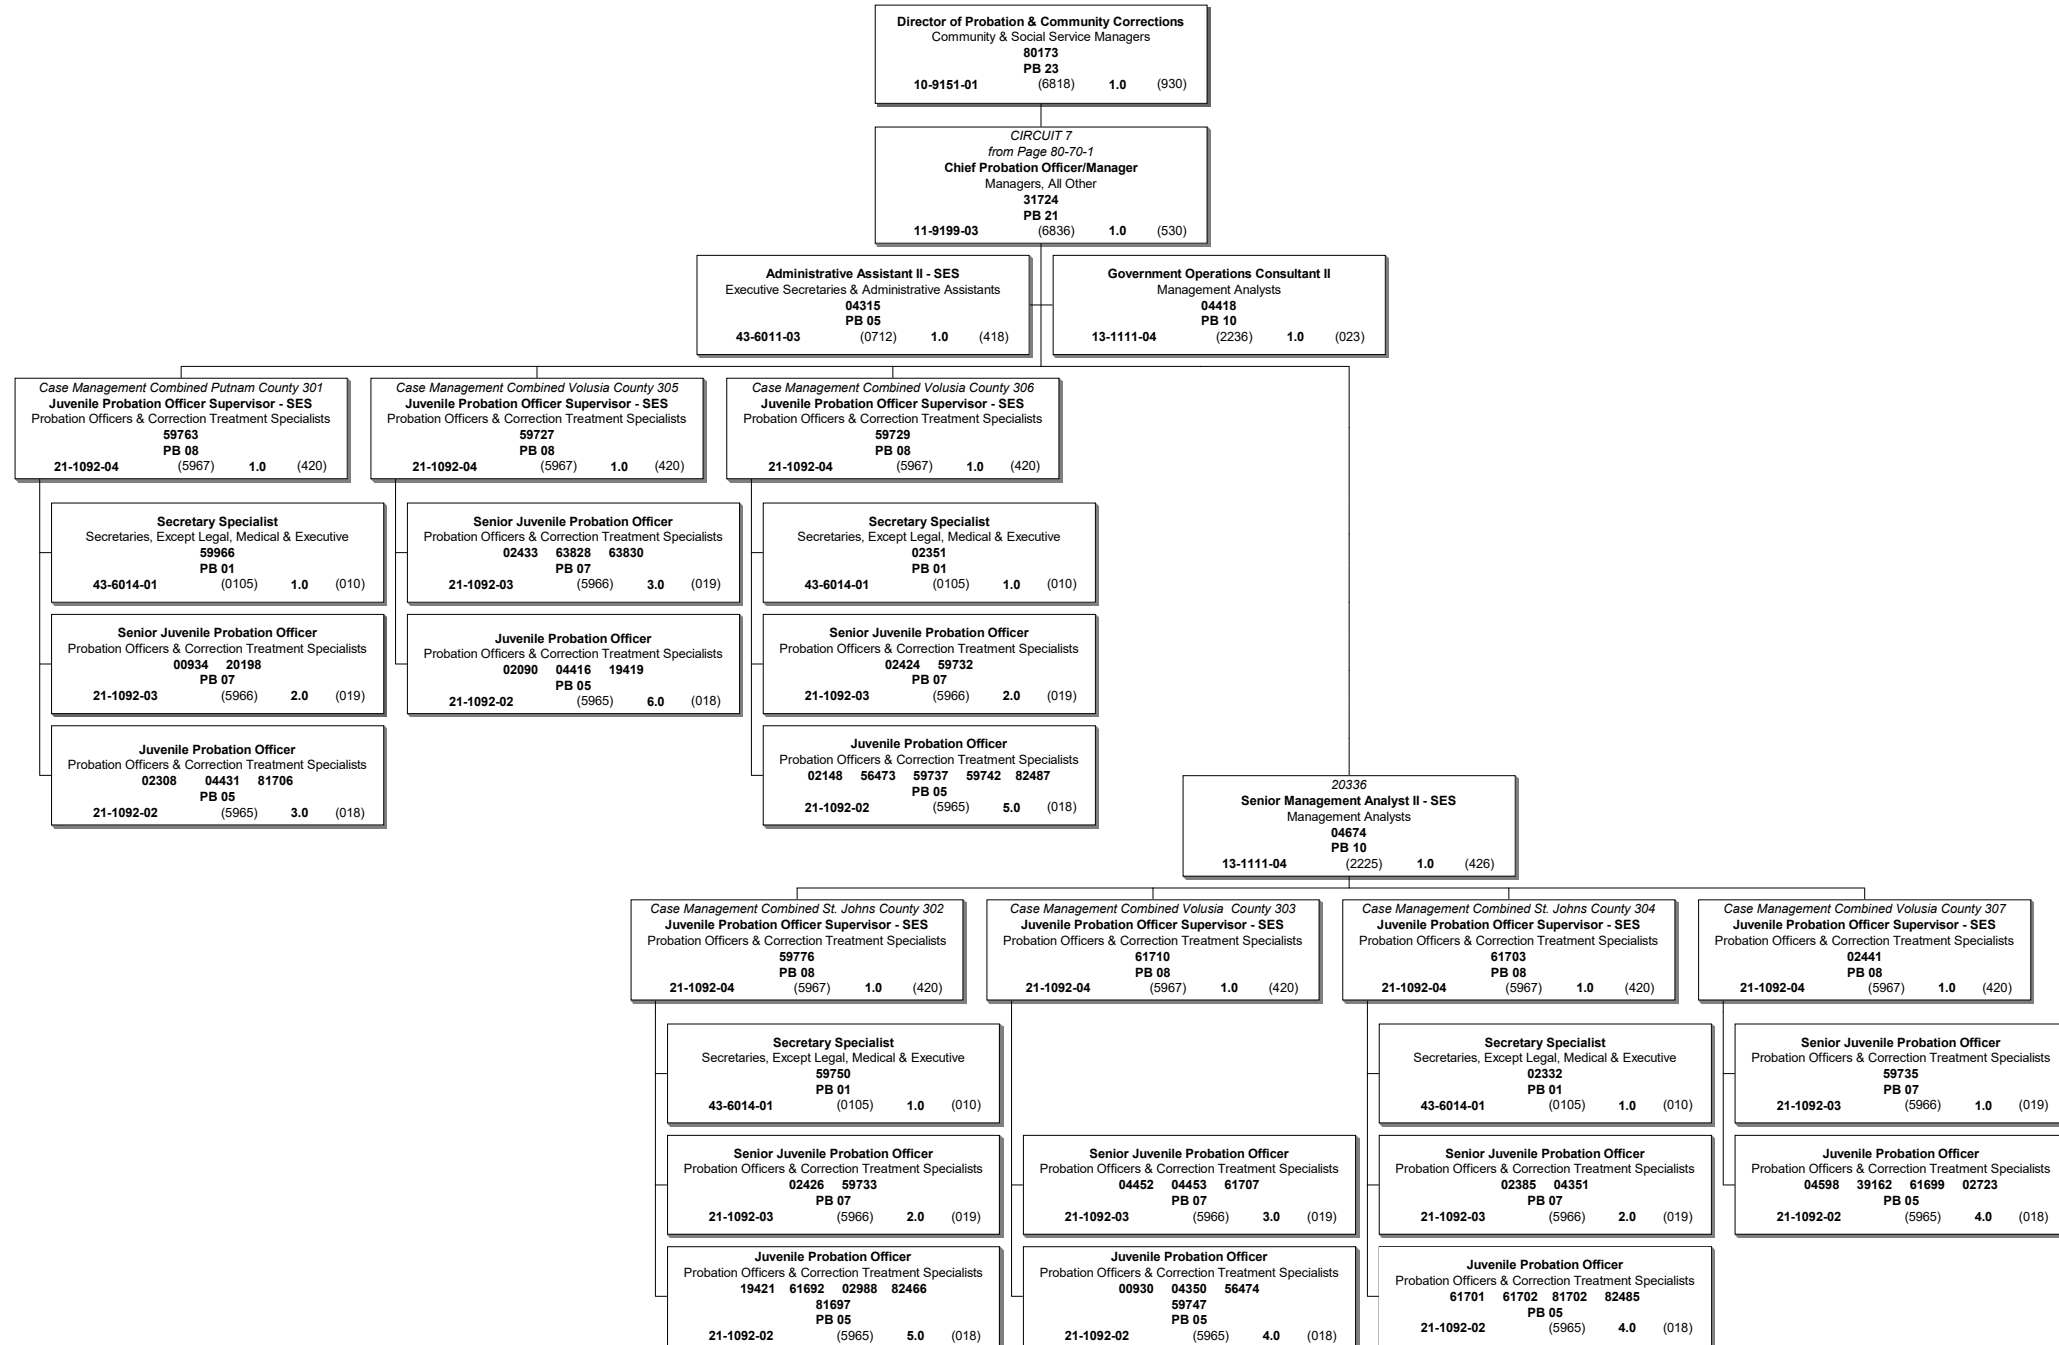 Director of Probation & Community Corrections
Community & Social Service Managers
80173
PB 23
10-9151-01 (6818) 1.0 (930)
CIRCUIT 7
from Page 80-70-1
Chief Probation Officer/Manager
Managers, All Other
31724
PB 21
11-9199-03 (6836) 1.0 (530)
Administrative Assistant II - SES
Executive Secretaries & Administrative Assistants
04315
PB 05
43-6011-03 (0712) 1.0 (418)
Government Operations Consultant II
Management Analysts
04418
PB 10
13-1111-04 (2236) 1.0 (023)
Case Management Combined Putnam County 301
Juvenile Probation Officer Supervisor - SES
Probation Officers & Correction Treatment Specialists
59763
PB 08
21-1092-04 (5967) 1.0 (420)
Secretary Specialist
Secretaries, Except Legal, Medical & Executive
59966
PB 01
43-6014-01 (0105) 1.0 (010)
Senior Juvenile Probation Officer
Probation Officers & Correction Treatment Specialists
00934 20198
PB 07
21-1092-03 (5966) 2.0 (019)
Juvenile Probation Officer
Probation Officers & Correction Treatment Specialists
02308 04431 81706
PB 05
21-1092-02 (5965) 3.0 (018)
Case Management Combined Volusia County 305
Juvenile Probation Officer Supervisor - SES
Probation Officers & Correction Treatment Specialists
59727
PB 08
21-1092-04 (5967) 1.0 (420)
Senior Juvenile Probation Officer
Probation Officers & Correction Treatment Specialists
02433 63828 63830
PB 07
21-1092-03 (5966) 3.0 (019)
Juvenile Probation Officer
Probation Officers & Correction Treatment Specialists
02090 04416 19419
PB 05
21-1092-02 (5965) 6.0 (018)
Case Management Combined Volusia County 306
Juvenile Probation Officer Supervisor - SES
Probation Officers & Correction Treatment Specialists
59729
PB 08
21-1092-04 (5967) 1.0 (420)
Secretary Specialist
Secretaries, Except Legal, Medical & Executive
02351
PB 01
43-6014-01 (0105) 1.0 (010)
Senior Juvenile Probation Officer
Probation Officers & Correction Treatment Specialists
02424 59732
PB 07
21-1092-03 (5966) 2.0 (019)
Juvenile Probation Officer
Probation Officers & Correction Treatment Specialists
02148 56473 59737 59742 82487
PB 05
21-1092-02 (5965) 5.0 (018)
20336
Senior Management Analyst II - SES
Management Analysts
04674
PB 10
13-1111-04 (2225) 1.0 (426)
Case Management Combined St. Johns County 302
Juvenile Probation Officer Supervisor - SES
Probation Officers & Correction Treatment Specialists
59776
PB 08
21-1092-04 (5967) 1.0 (420)
Secretary Specialist
Secretaries, Except Legal, Medical & Executive
59750
PB 01
43-6014-01 (0105) 1.0 (010)
Senior Juvenile Probation Officer
Probation Officers & Correction Treatment Specialists
02426 59733
PB 07
21-1092-03 (5966) 2.0 (019)
Juvenile Probation Officer
Probation Officers & Correction Treatment Specialists
19421 61692 02988 82466
81697
PB 05
21-1092-02 (5965) 5.0 (018)
Case Management Combined Volusia County 303
Juvenile Probation Officer Supervisor - SES
Probation Officers & Correction Treatment Specialists
61710
PB 08
21-1092-04 (5967) 1.0 (420)
Senior Juvenile Probation Officer
Probation Officers & Correction Treatment Specialists
04452 04453 61707
PB 07
21-1092-03 (5966) 3.0 (019)
Juvenile Probation Officer
Probation Officers & Correction Treatment Specialists
00930 04350 56474
59747
PB 05
21-1092-02 (5965) 4.0 (018)
Case Management Combined St. Johns County 304
Juvenile Probation Officer Supervisor - SES
Probation Officers & Correction Treatment Specialists
61703
PB 08
21-1092-04 (5967) 1.0 (420)
Secretary Specialist
Secretaries, Except Legal, Medical & Executive
02332
PB 01
43-6014-01 (0105) 1.0 (010)
Senior Juvenile Probation Officer
Probation Officers & Correction Treatment Specialists
02385 04351
PB 07
21-1092-03 (5966) 2.0 (019)
Juvenile Probation Officer
Probation Officers & Correction Treatment Specialists
61701 61702 81702 82485
PB 05
21-1092-02 (5965) 4.0 (018)
Case Management Combined Volusia County 307
Juvenile Probation Officer Supervisor - SES
Probation Officers & Correction Treatment Specialists
02441
PB 08
21-1092-04 (5967) 1.0 (420)
Senior Juvenile Probation Officer
Probation Officers & Correction Treatment Specialists
59735
PB 07
21-1092-03 (5966) 1.0 (019)
Juvenile Probation Officer
Probation Officers & Correction Treatment Specialists
04598 39162 61699 02723
PB 05
21-1092-02 (5965) 4.0 (018)